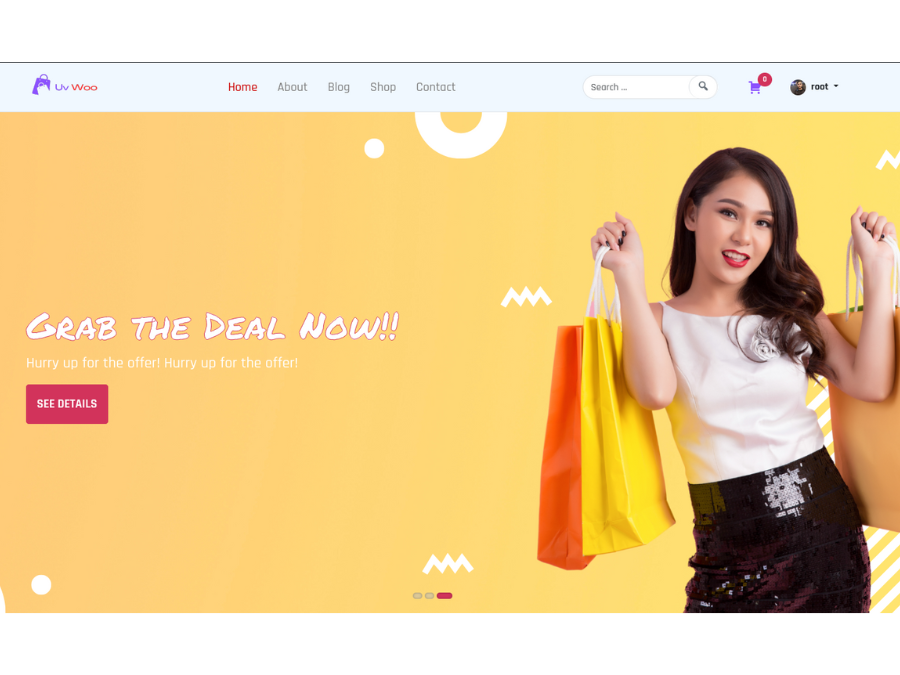 Uv Woo
Home About Blog Shop Contact
Search ...
0
root
Grab the Deal Now!!
Hurry up for the offer! Hurry up for the offer!
SEE DETAILS